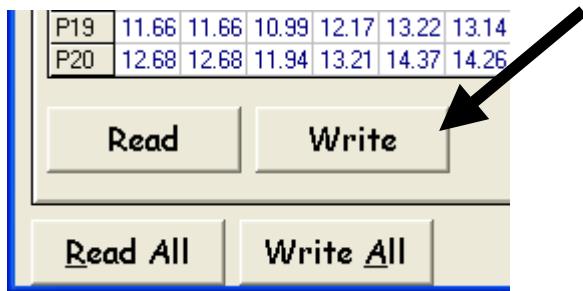 P19 11.66 11.66 10.99 12.17 13.22 13.14
P20 12.68 12.68 11.94 13.21 14.37 14.26
Read Write
Read All Write All